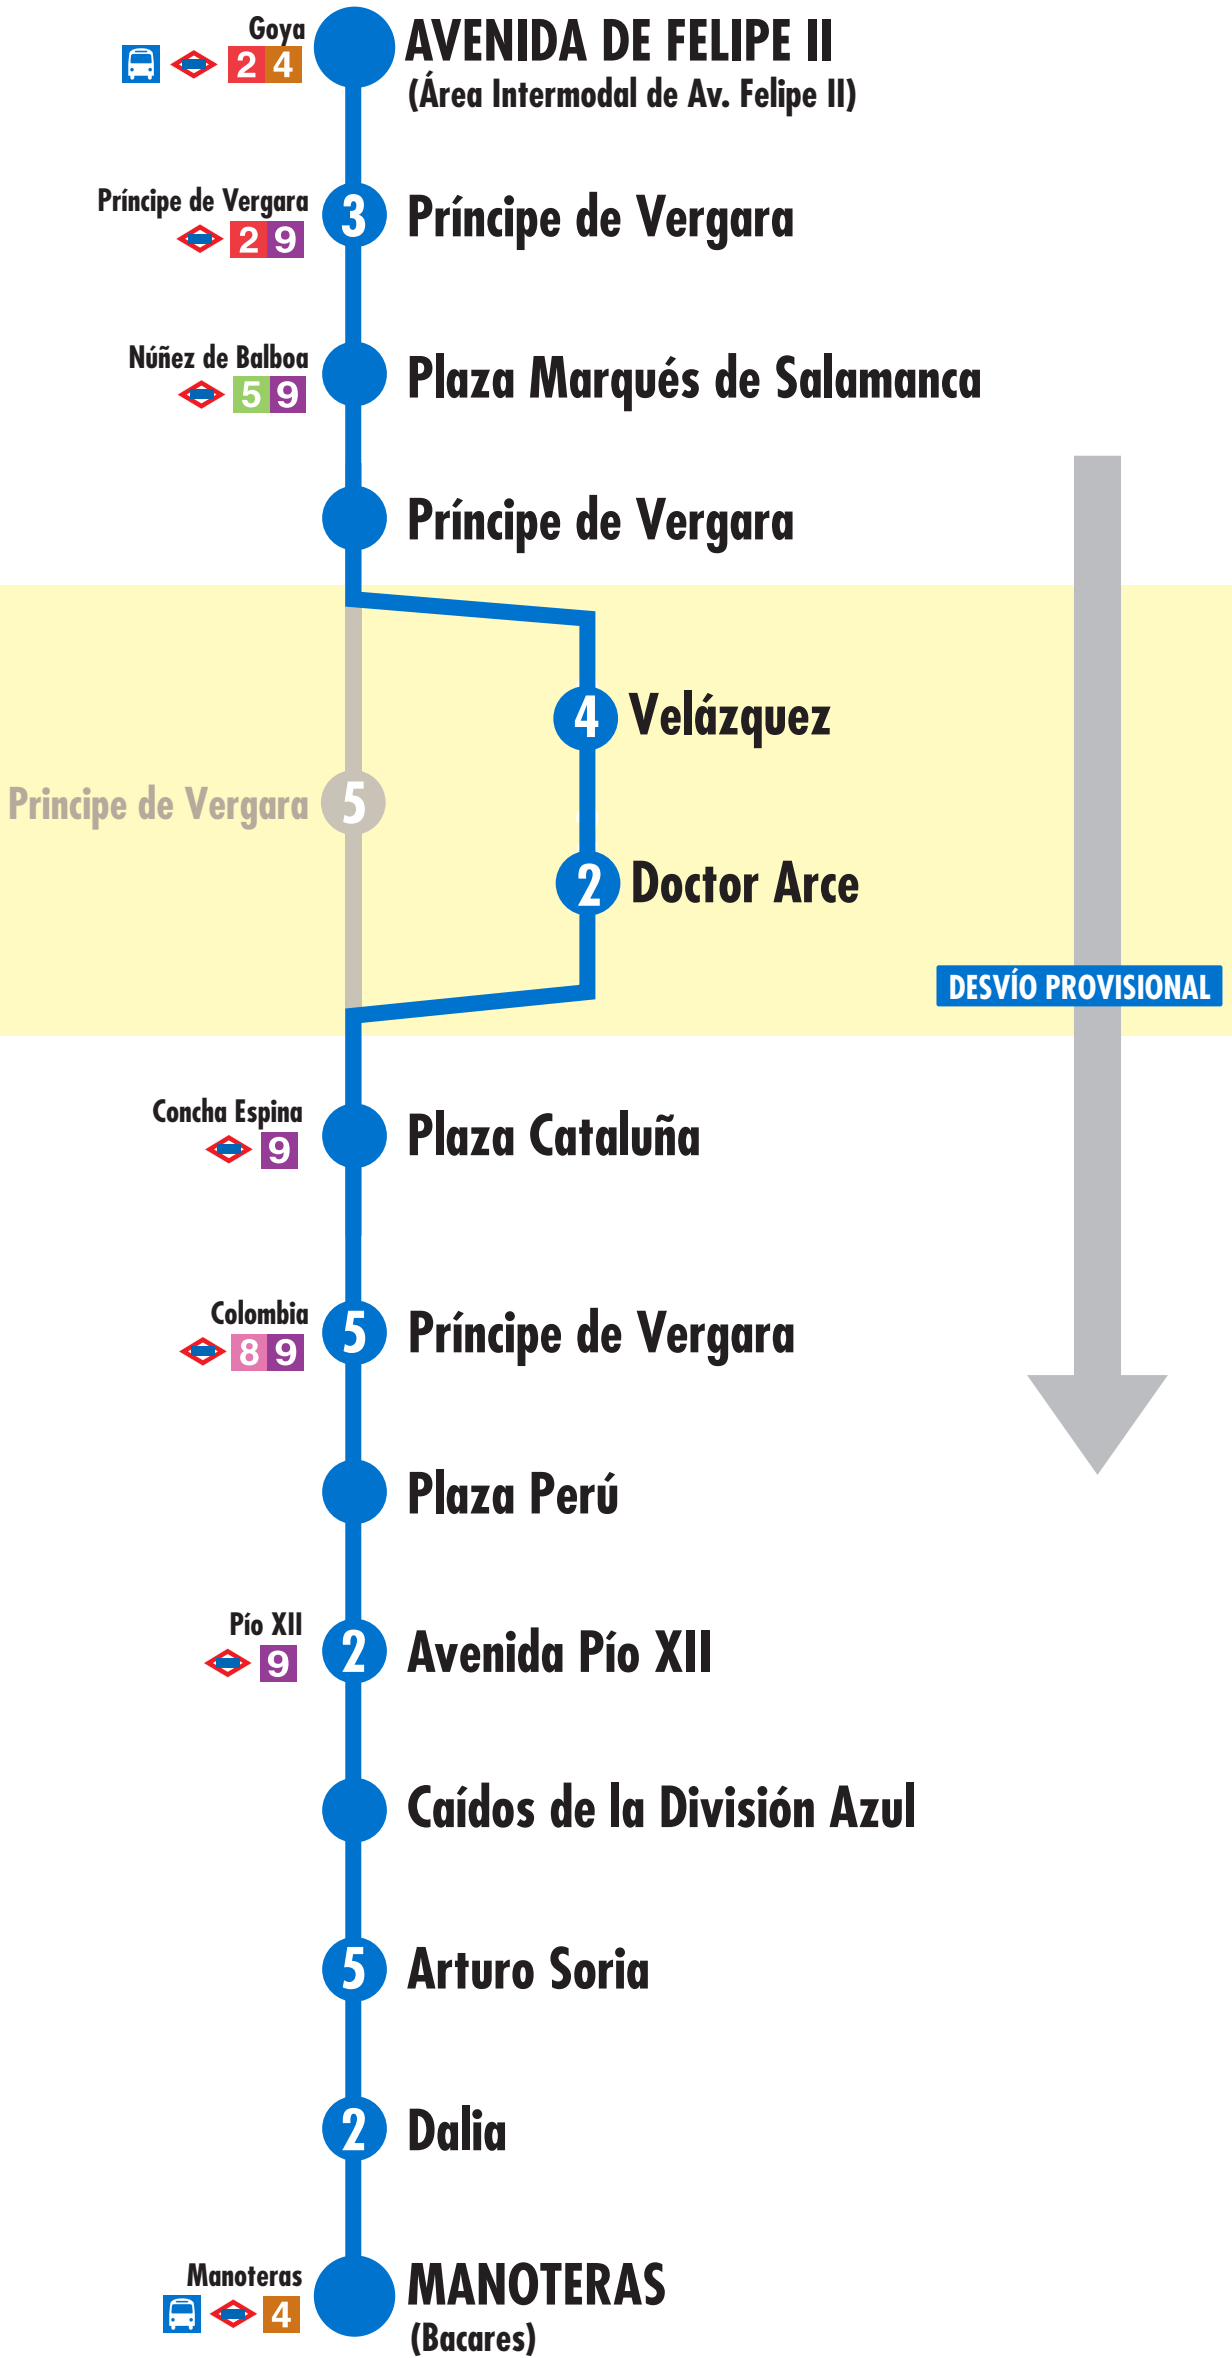 Goya
2 4
AVENIDA DE FELIPE II
(Área Intermodal de Av. Felipe II)
Príncipe de Vergara
2 9
3
Príncipe de Vergara
Núñez de Balboa
5 9
Plaza Marqués de Salamanca
Príncipe de Vergara
4
Velázquez
Principe de Vergara
5
2
Doctor Arce
DESVÍO PROVISIONAL
Concha Espina
9
Plaza Cataluña
Colombia
8 9
5
Príncipe de Vergara
Plaza Perú
Pío XII
9
2
Avenida Pío XII
Caídos de la División Azul
5
Arturo Soria
2
Dalia
Manoteras
4
MANOTERAS
(Bacares)